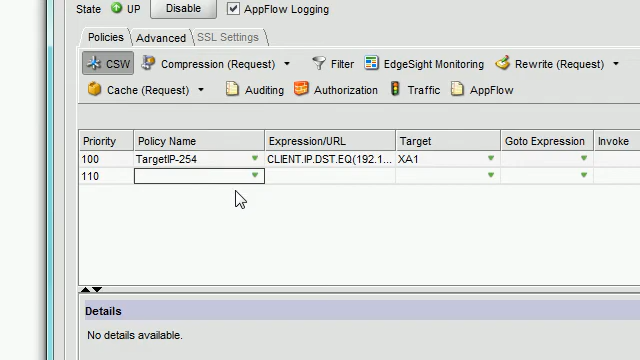 State UP Disable AppFlow Logging
Policies Advanced SSL Settings
CSW Compression (Request) Filter EdgeSight Monitoring Rewrite (Request)
Cache (Request) Auditing Authorization Traffic AppFlow
Priority Policy Name Expression/URL Target Goto Expression Invoke
100 TargetIP-254 CLIENT.IP.DST.EQ(192.1... XA1
110
Details
No details available.